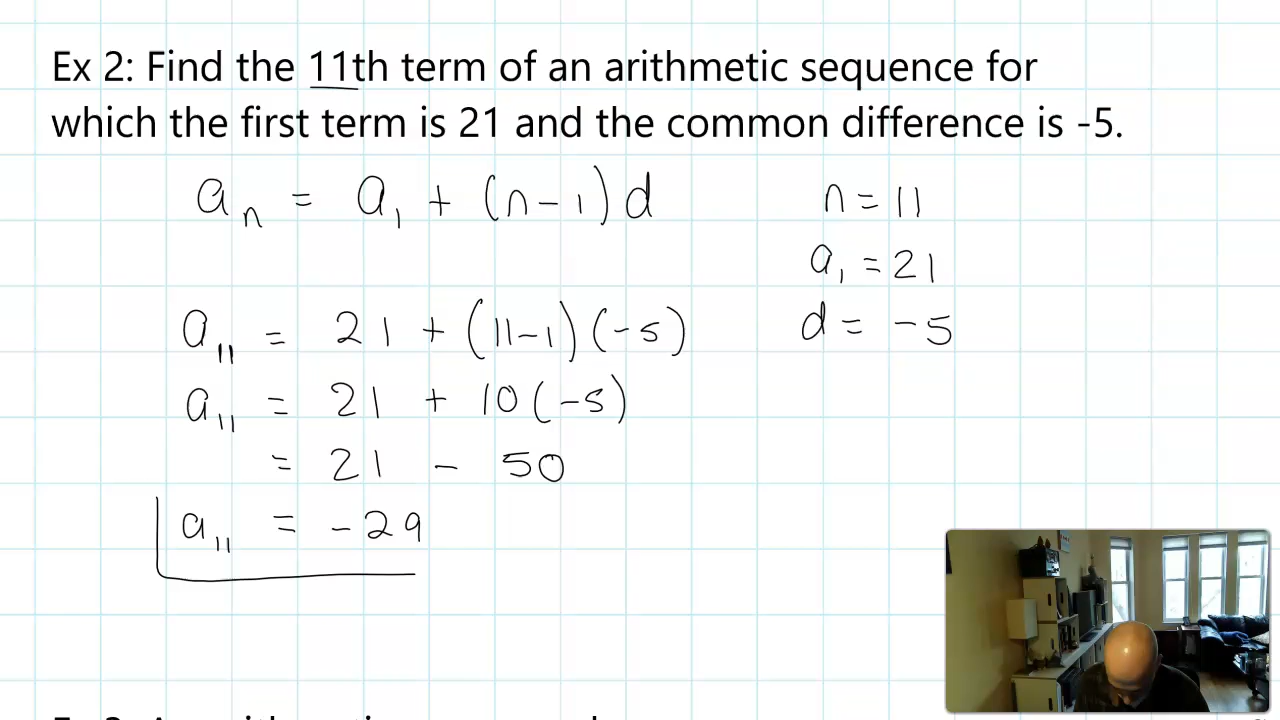 Ex 2: Find the 11th term of an arithmetic sequence for
which the first term is 21 and the common difference is -5.
aₙ = a₁ + (n-1)d
n = 11
a₁ = 21
d = -5
a₁₁ = 21 + (11-1)(-5)
a₁₁ = 21 + 10(-5)
= 21 - 50
a₁₁ = -29